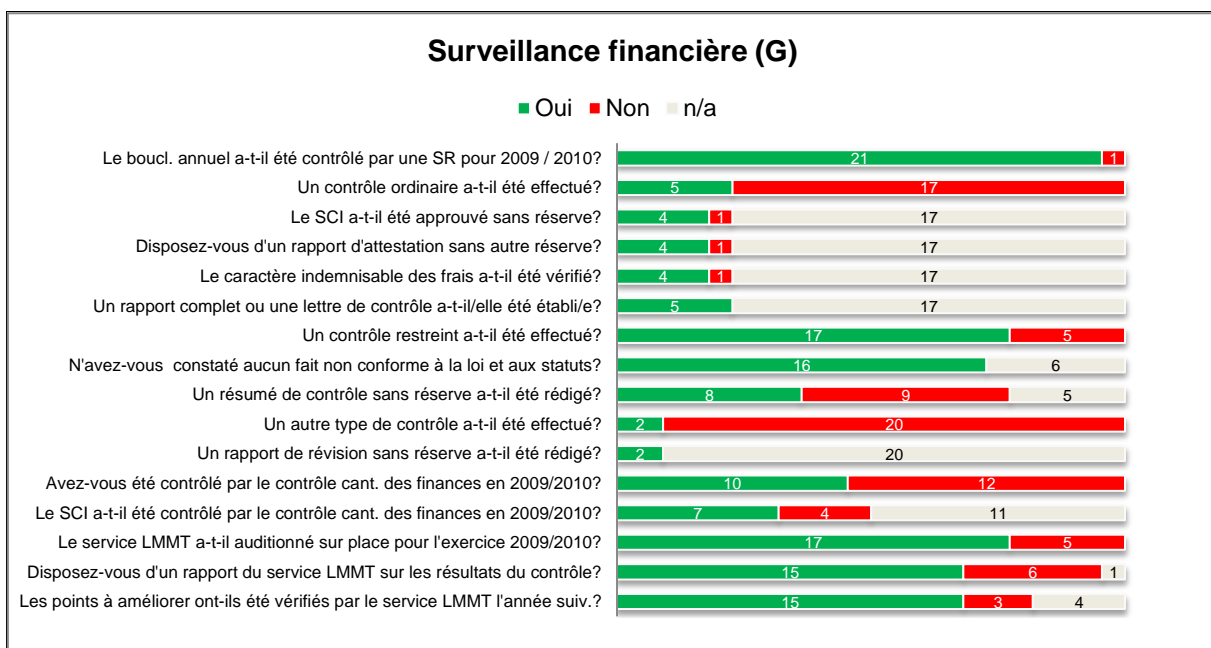 Surveillance financière (G)
Oui Non n/a
Le boucl. annuel a-t-il été contrôlé par une SR pour 2009 / 2010? 21 1
Un contrôle ordinaire a-t-il été effectué? 5 17
Le SCI a-t-il été approuvé sans réserve? 4 1 17
Disposez-vous d'un rapport d'attestation sans autre réserve? 4 1 17
Le caractère indemnisable des frais a-t-il été vérifié? 4 1 17
Un rapport complet ou une lettre de contrôle a-t-il/elle été établi/e? 5 17
Un contrôle restreint a-t-il été effectué? 17 5
N'avez-vous constaté aucun fait non conforme à la loi et aux statuts? 16 6
Un résumé de contrôle sans réserve a-t-il été rédigé? 8 9 5
Un autre type de contrôle a-t-il été effectué? 2 20
Un rapport de révision sans réserve a-t-il été rédigé? 2 20
Avez-vous été contrôlé par le contrôle cant. des finances en 2009/2010? 10 12
Le SCI a-t-il été contrôlé par le contrôle cant. des finances en 2009/2010? 7 4 11
Le service LMMT a-t-il auditionné sur place pour l'exercice 2009/2010? 17 5
Disposez-vous d'un rapport du service LMMT sur les résultats du contrôle? 15 6 1
Les points à améliorer ont-ils été vérifiés par le service LMMT l'année suiv.? 15 3 4